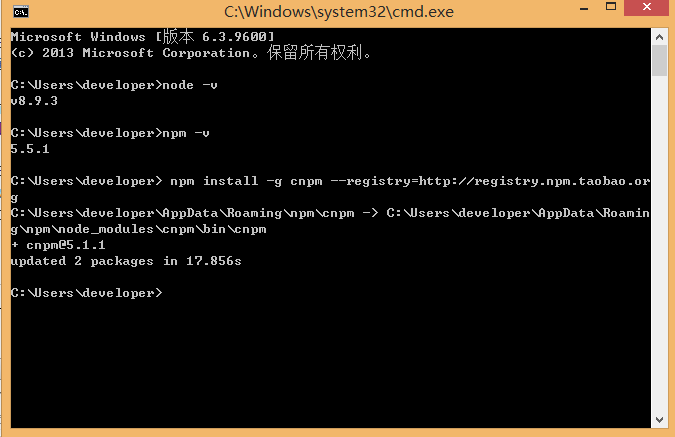 C:\Windows\system32\cmd.exe
Microsoft Windows [版本 6.3.9600]
(c) 2013 Microsoft Corporation。保留所有权利。
C:\Users\developer>node -v
v8.9.3
C:\Users\developer>npm -v
5.5.1
C:\Users\developer> npm install -g cnpm --registry=http://registry.npm.taobao.or
g
C:\Users\developer\AppData\Roaming\npm\cnpm -> C:\Users\developer\AppData\Roamin
g\npm\node_modules\cnpm\bin\cnpm
+ cnpm@5.1.1
updated 2 packages in 17.856s
C:\Users\developer>